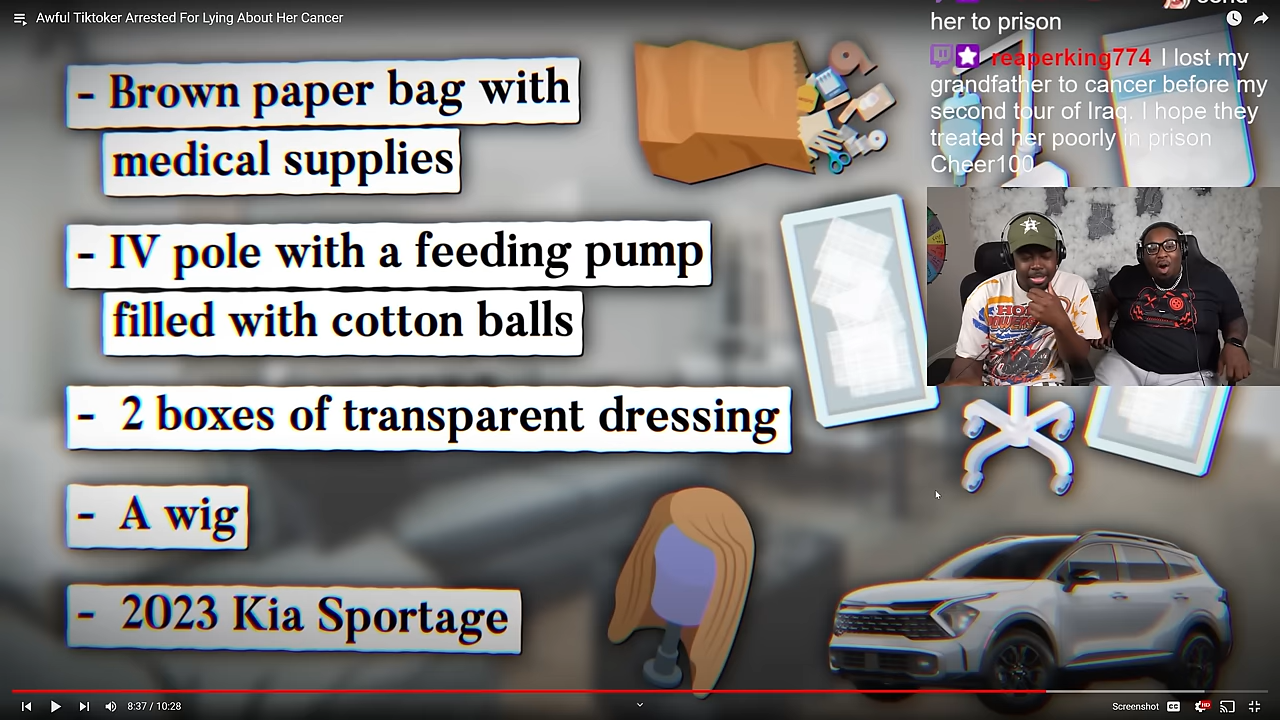 Awful Tiktoker Arrested For Lying About Her Cancer
her to prison
reaperking774 I lost my
grandfather to cancer before my
second tour of Iraq. I hope they
treated her poorly in prison
Cheer100
- Brown paper bag with
medical supplies
- IV pole with a feeding pump
filled with cotton balls
- 2 boxes of transparent dressing
- A wig
- 2023 Kia Sportage
8:37 / 10:28
Screenshot
CC
HD